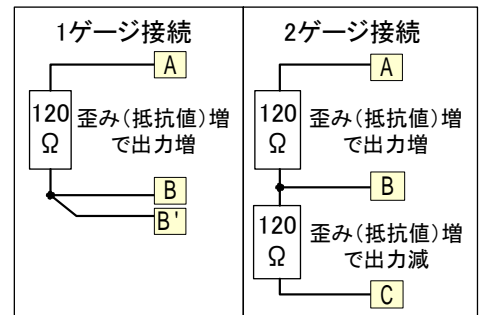 1ゲージ接続
A
120
Ω
歪み(抵抗値)増
で出力増
B
B'
2ゲージ接続
A
120
Ω
歪み(抵抗値)増
で出力増
B
120
Ω
歪み(抵抗値)増
で出力減
C